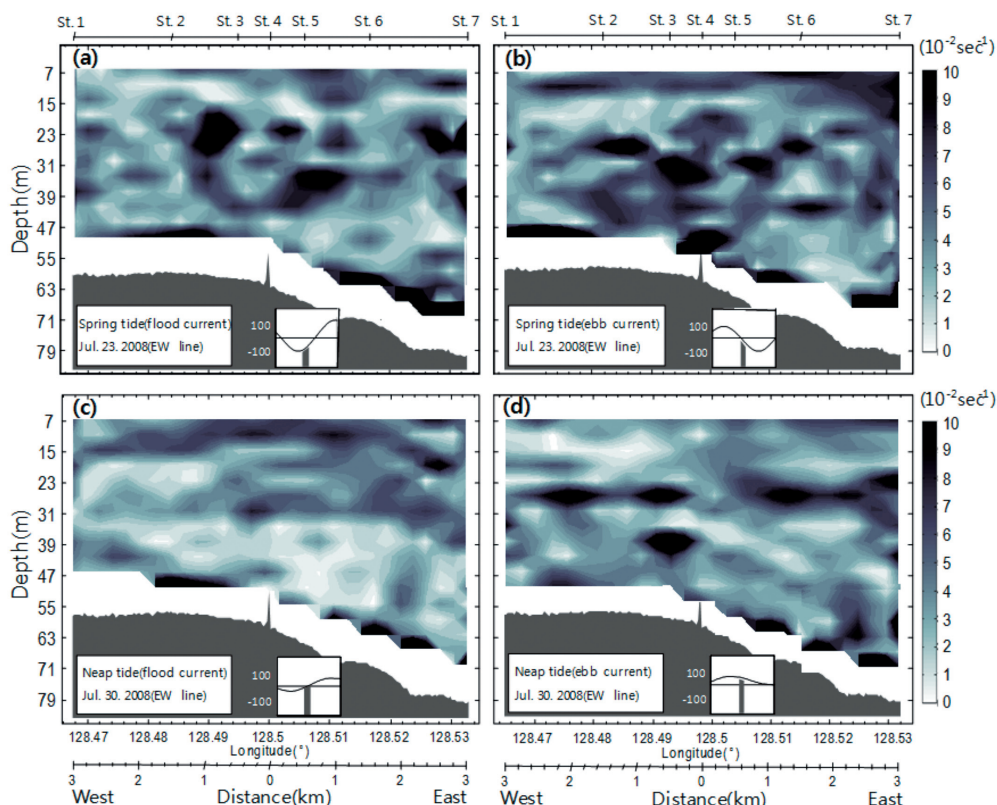 St. 1 St. 2 St. 3 St. 4 St. 5 St. 6 St. 7
St. 1 St. 2 St. 3 St. 4 St. 5 St. 6 St. 7
(a)
(b)
[10⁻²sec⁻¹]
7
15
23
31
39
47
55
63
71
79
Depth(m)
10
9
8
7
6
5
4
3
2
1
0
Spring tide(flood current)
Jul. 23. 2008(EW line)
100
-100
Spring tide(ebb current)
Jul. 23. 2008(EW line)
100
-100
(c)
(d)
[10⁻²sec⁻¹]
7
15
23
31
39
47
55
63
71
79
Depth(m)
10
9
8
7
6
5
4
3
2
1
0
Neap tide(flood current)
Jul. 30. 2008(EW line)
100
-100
Neap tide(ebb current)
Jul. 30. 2008(EW line)
100
-100
128.47 128.48 128.49 128.5 128.51 128.52 128.53
128.47 128.48 128.49 128.5 128.51 128.52 128.53
Longitude(°)
Longitude(°)
3 2 1 0 1 2 3
3 2 1 0 1 2 3
West Distance(km) East
West Distance(km) East